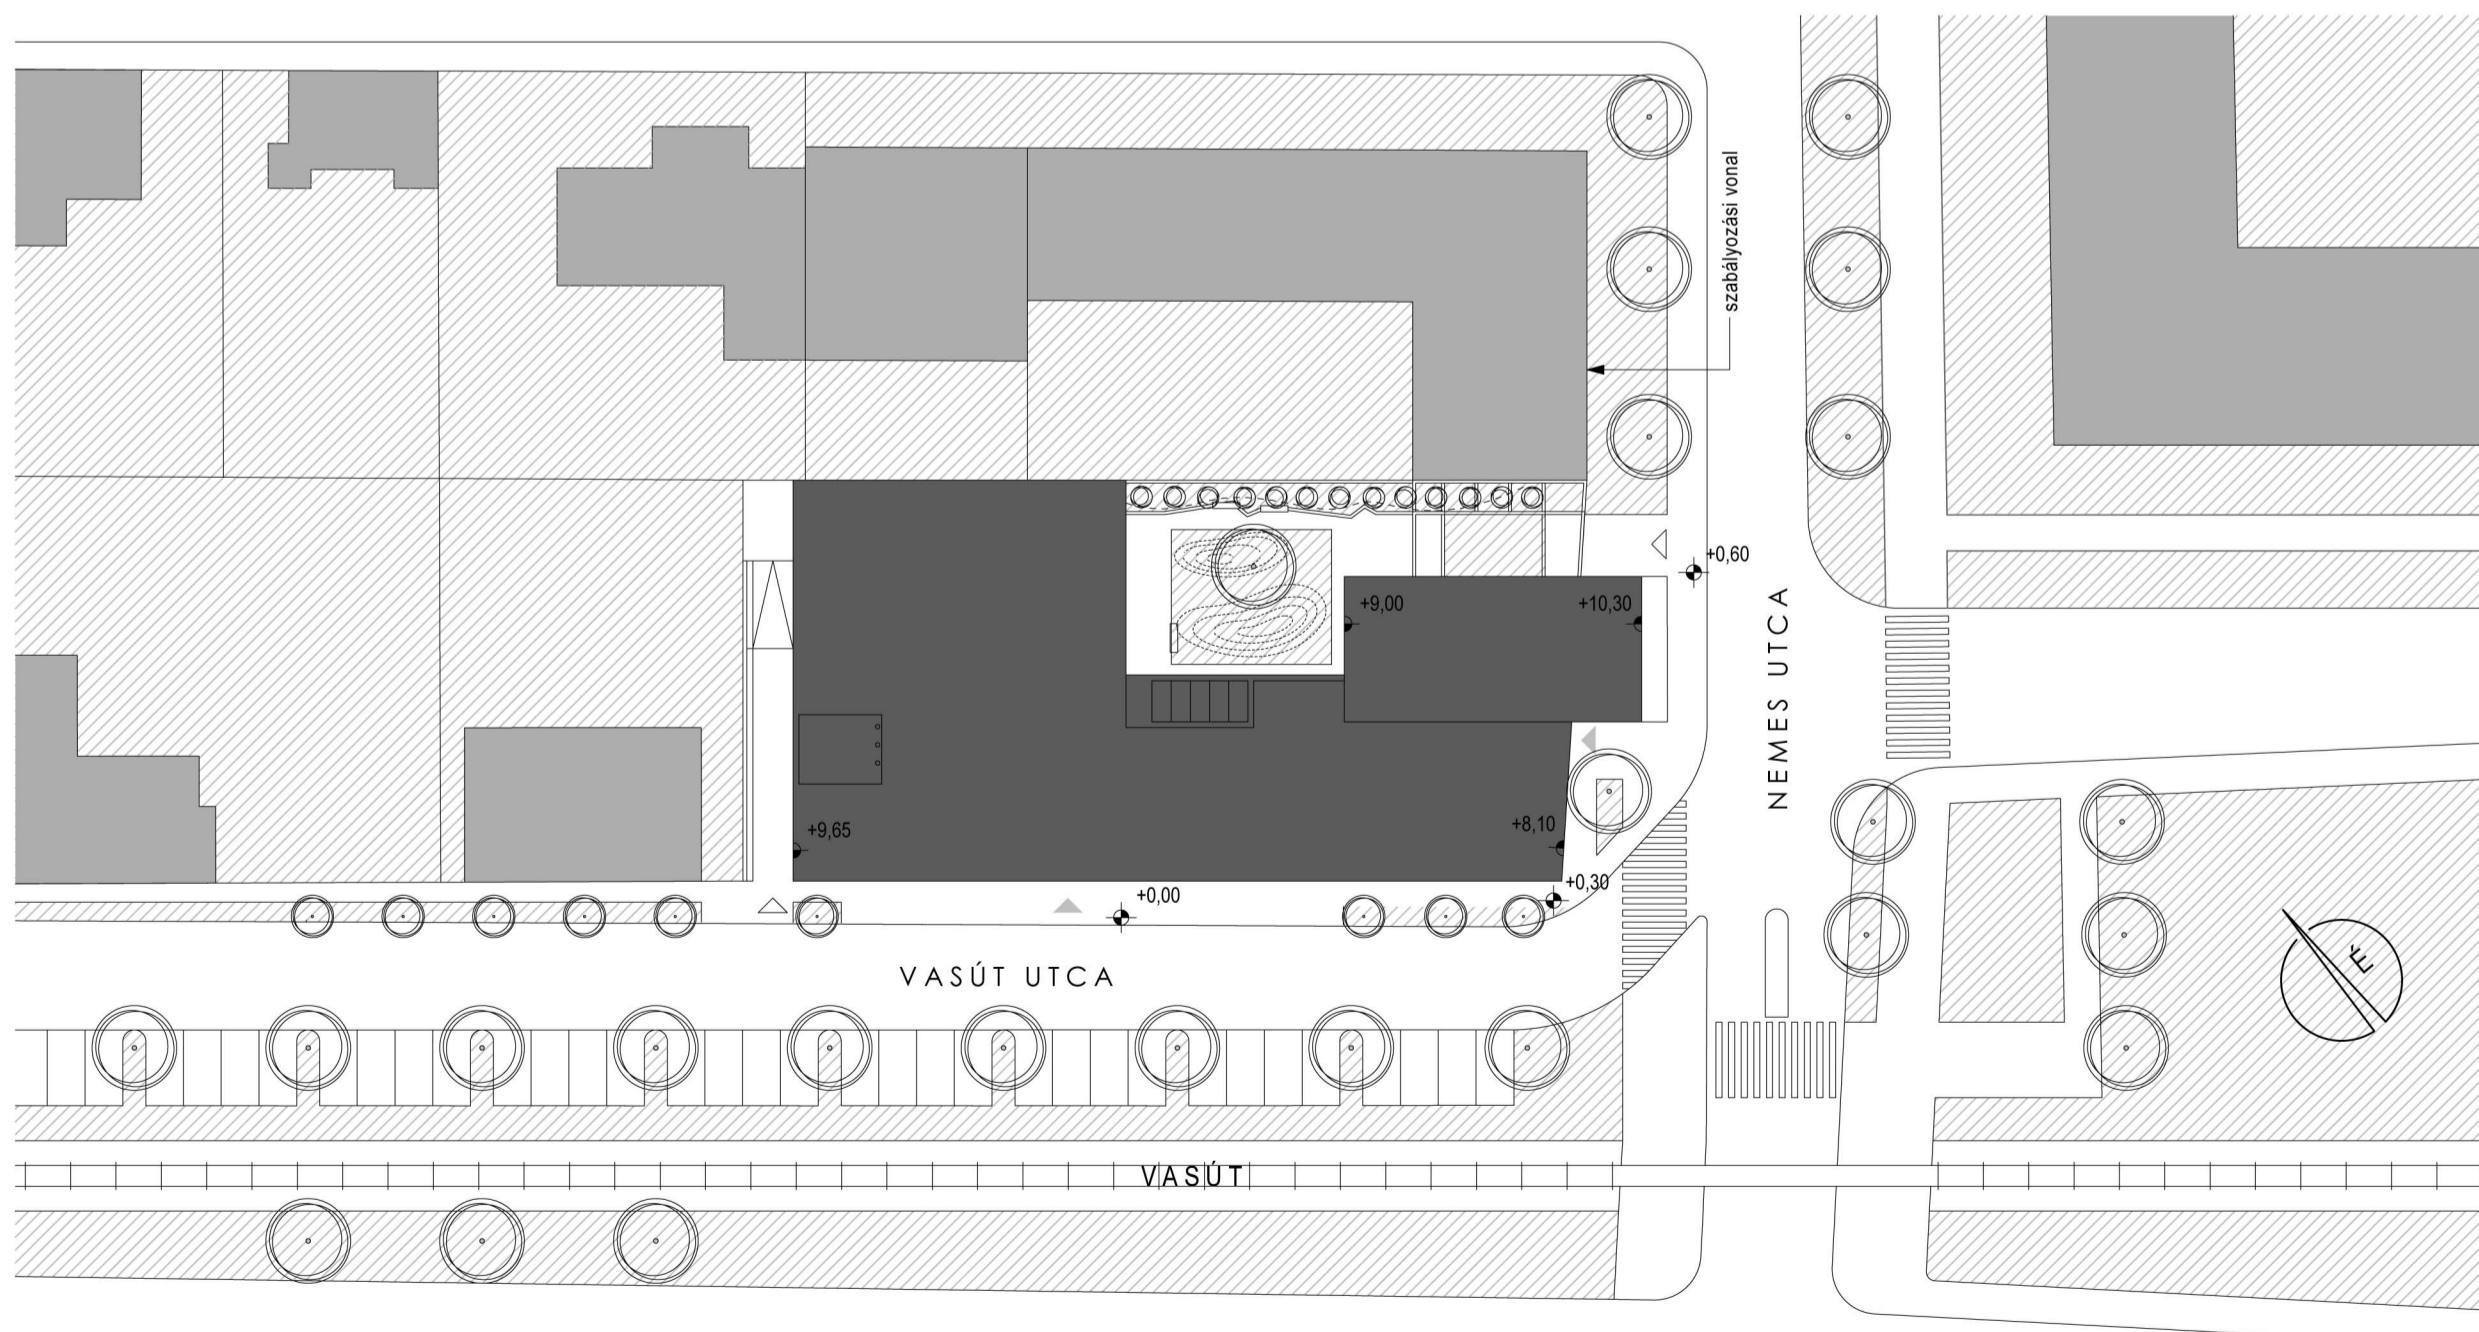 szabályozási vonal
+0,60
+9,00
+10,30
NEMES UTCA
+9,65
+8,10
+0,30
+0,00
É
VASÚT UTCA
VASÚT